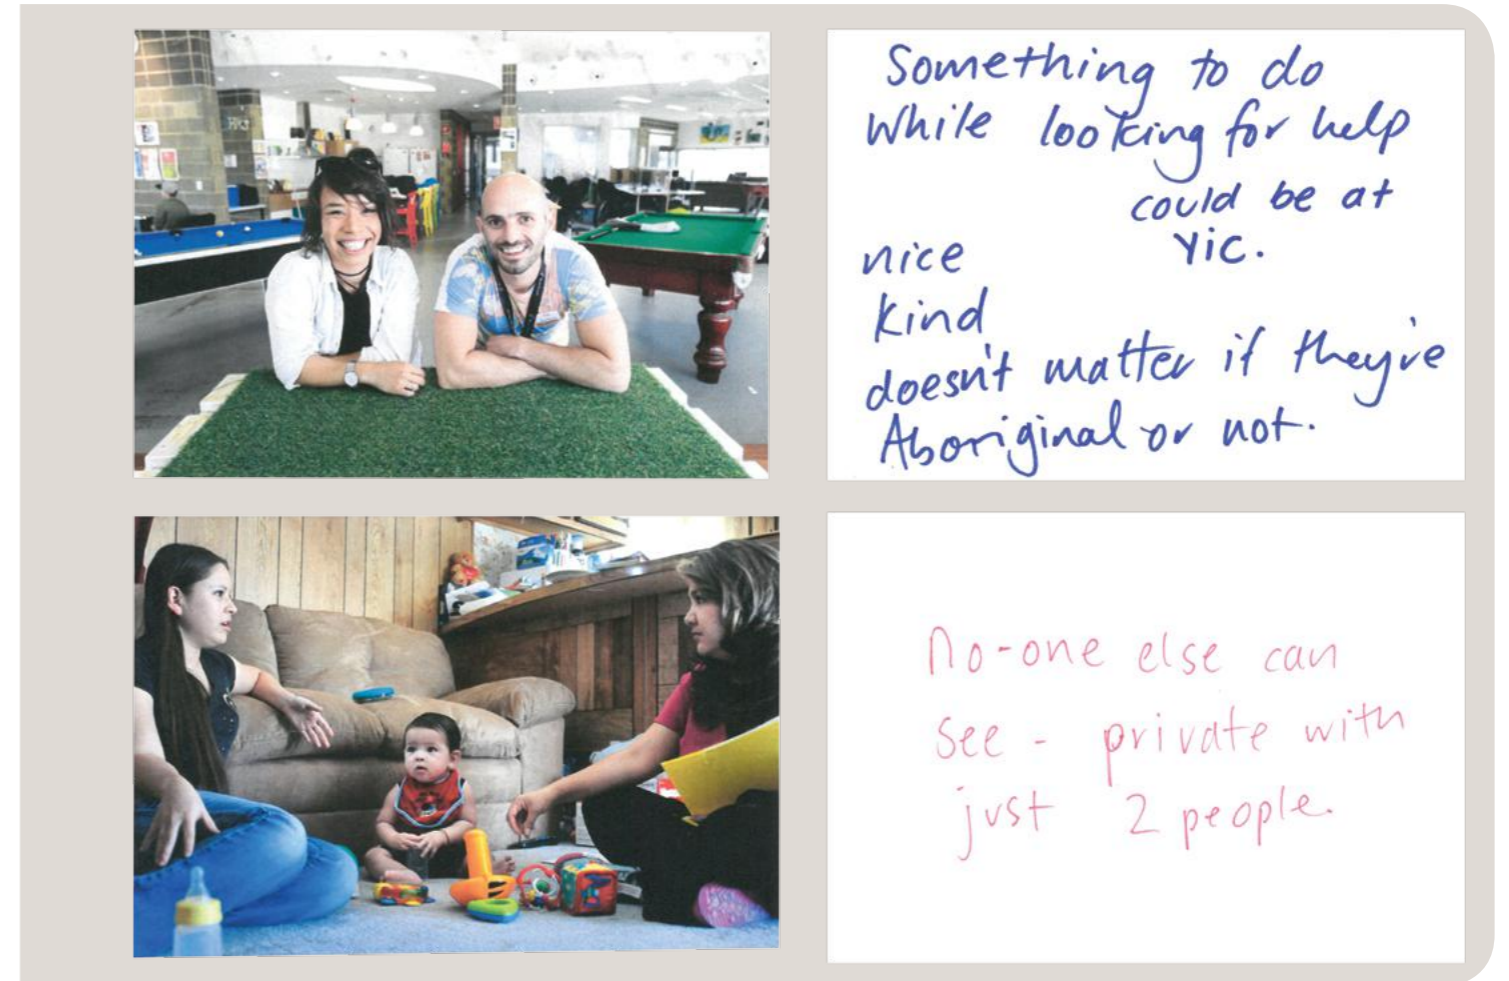 Something to do
While looking for help
could be at
Yic.
nice
kind
doesn't matter if they're
Aboriginal or not.
no-one else can
see - private with
just 2 people.